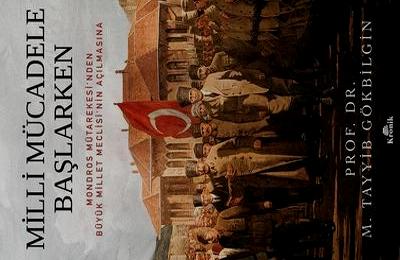 MİLLİ MÜCADELE
BAŞLARKEN
MONDROS MÜTAREKESİ'NDEN
BÜYÜK MİLLET MECLİSİ'NİN AÇILMASINA
PROF. DR.
M. TAYYİB GÖKBİLGİN
Kronik